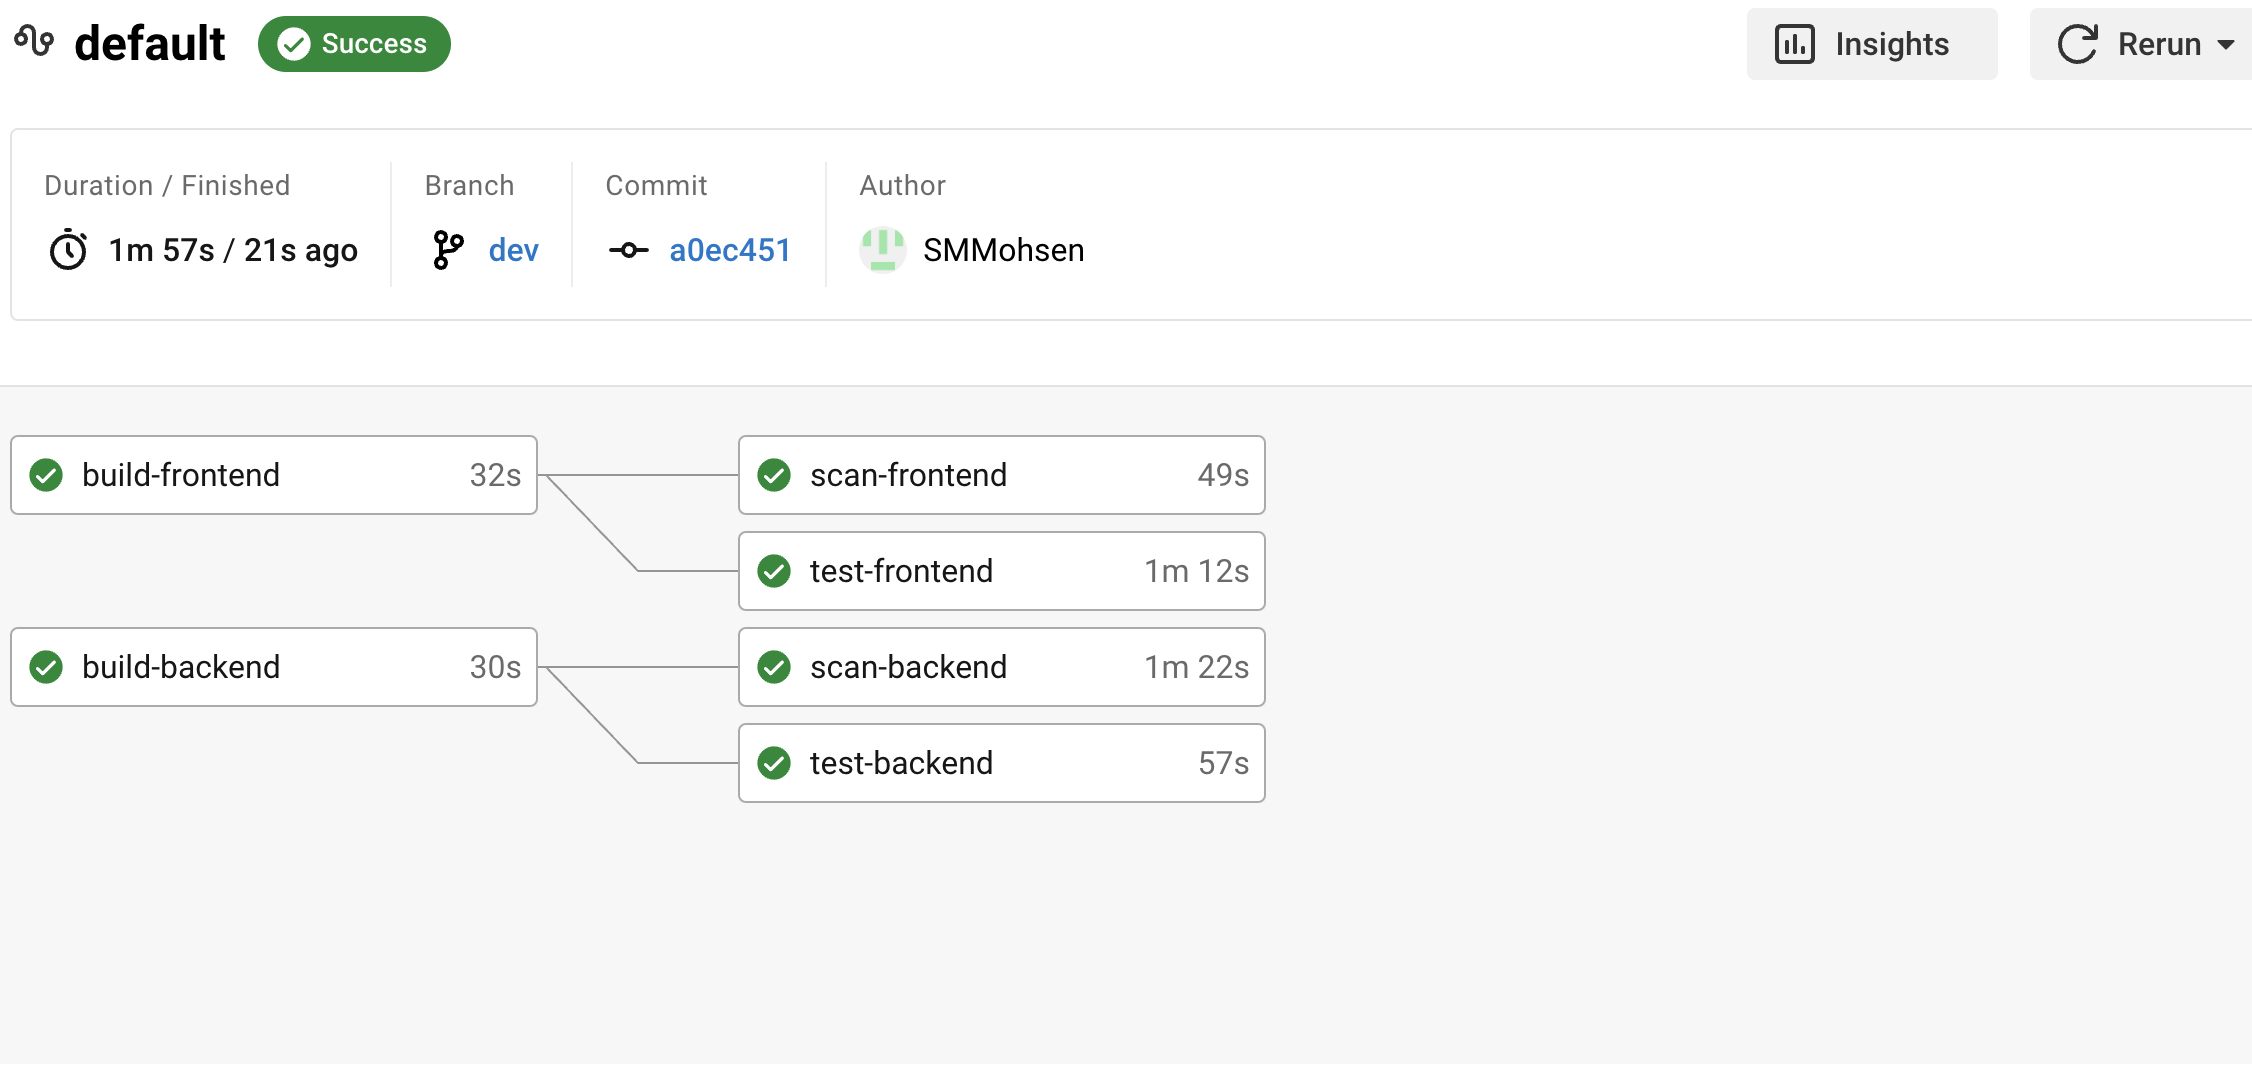 default
Success
Insights
Rerun
Duration / Finished
1m 57s / 21s ago
Branch
dev
Commit
a0ec451
Author
SMMohsen
build-frontend 32s
scan-frontend 49s
test-frontend 1m 12s
build-backend 30s
scan-backend 1m 22s
test-backend 57s